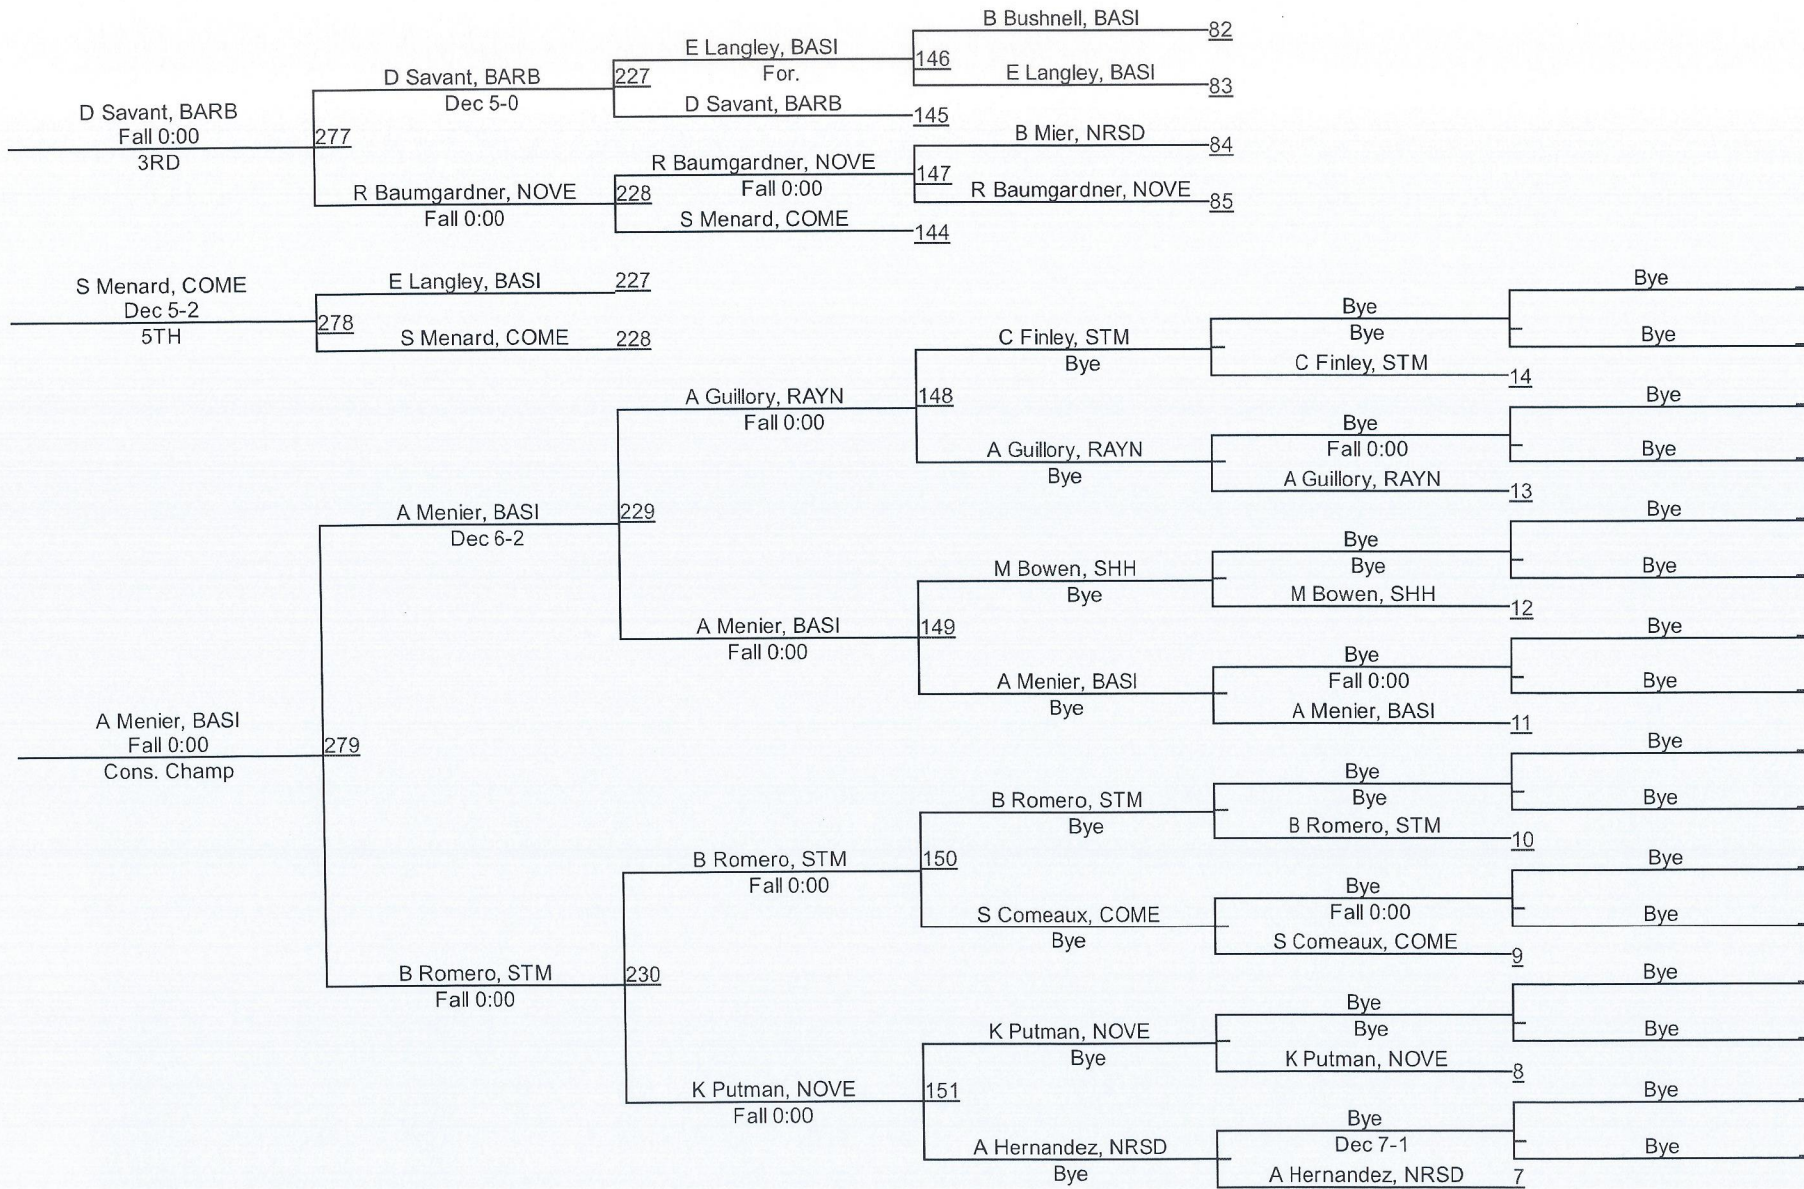 B Bushnell, BASI
82
E Langley, BASI
For.
146
E Langley, BASI
83
D Savant, BARB
Dec 5-0
227
D Savant, BARB
145
D Savant, BARB
Fall 0:00
3RD
277
B Mier, NRSD
84
R Baumgardner, NOVE
Fall 0:00
147
R Baumgardner, NOVE
85
R Baumgardner, NOVE
Fall 0:00
228
S Menard, COME
144
S Menard, COME
Dec 5-2
5TH
278
E Langley, BASI
227
S Menard, COME
228
Bye
Bye
Bye
Bye
C Finley, STM
Bye
C Finley, STM
14
A Guillory, RAYN
Fall 0:00
148
Bye
Bye
Bye
Fall 0:00
A Guillory, RAYN
Bye
A Guillory, RAYN
13
A Menier, BASI
Dec 6-2
229
Bye
Bye
Bye
Bye
M Bowen, SHH
Bye
M Bowen, SHH
12
A Menier, BASI
Fall 0:00
149
Bye
Bye
Bye
Fall 0:00
A Menier, BASI
Bye
A Menier, BASI
11
A Menier, BASI
Fall 0:00
Cons. Champ
279
Bye
Bye
Bye
Bye
B Romero, STM
Bye
B Romero, STM
10
B Romero, STM
Fall 0:00
150
Bye
Bye
Bye
Fall 0:00
S Comeaux, COME
Bye
S Comeaux, COME
9
B Romero, STM
Fall 0:00
230
Bye
Bye
Bye
Bye
K Putman, NOVE
Bye
K Putman, NOVE
8
K Putman, NOVE
Fall 0:00
151
Bye
Bye
Bye
Dec 7-1
A Hernandez, NRSD
Bye
A Hernandez, NRSD
7